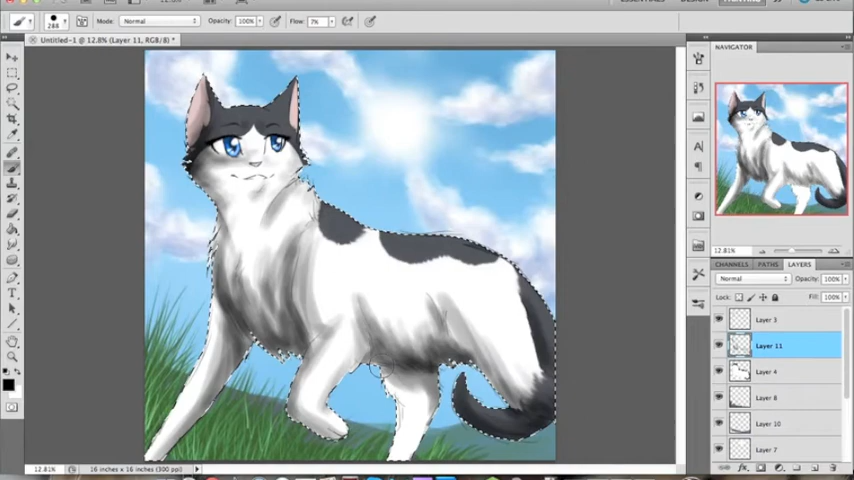 ESSENTIALS DESIGN PAINTING
288 Mode: Normal Opacity: 100% Flow: 7%
Untitled-1 @ 12.8% (Layer 11, RGB/8) *
NAVIGATOR
12.81%
CHANNELS PATHS LAYERS
Normal Opacity: 100%
Lock: Fill: 100%
Layer 3
Layer 11
Layer 4
Layer 8
Layer 10
Layer 7
12.81% 16 inches x 16 inches (300 ppi)